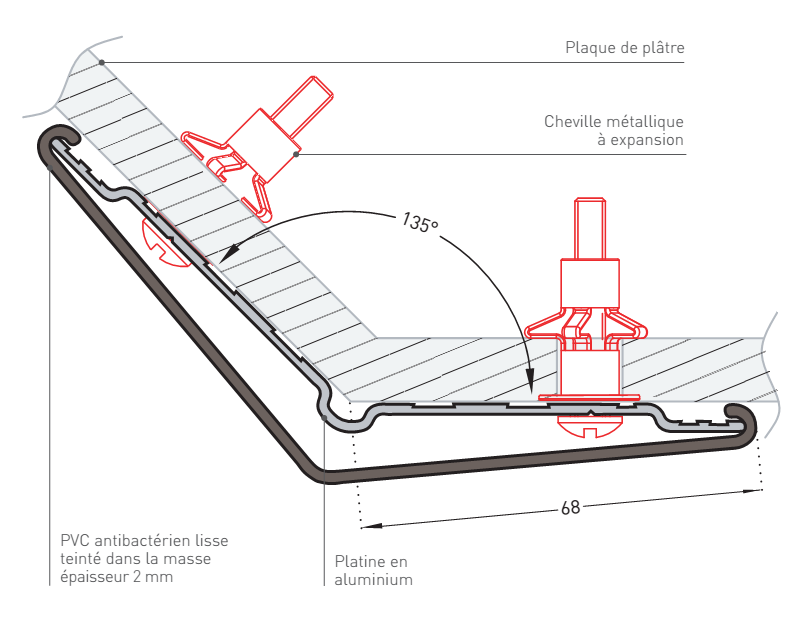 Plaque de plâtre
Cheville métallique
à expansion
135°
68
PVC antibactérien lisse
teinté dans la masse
épaisseur 2 mm
Platine en
aluminium